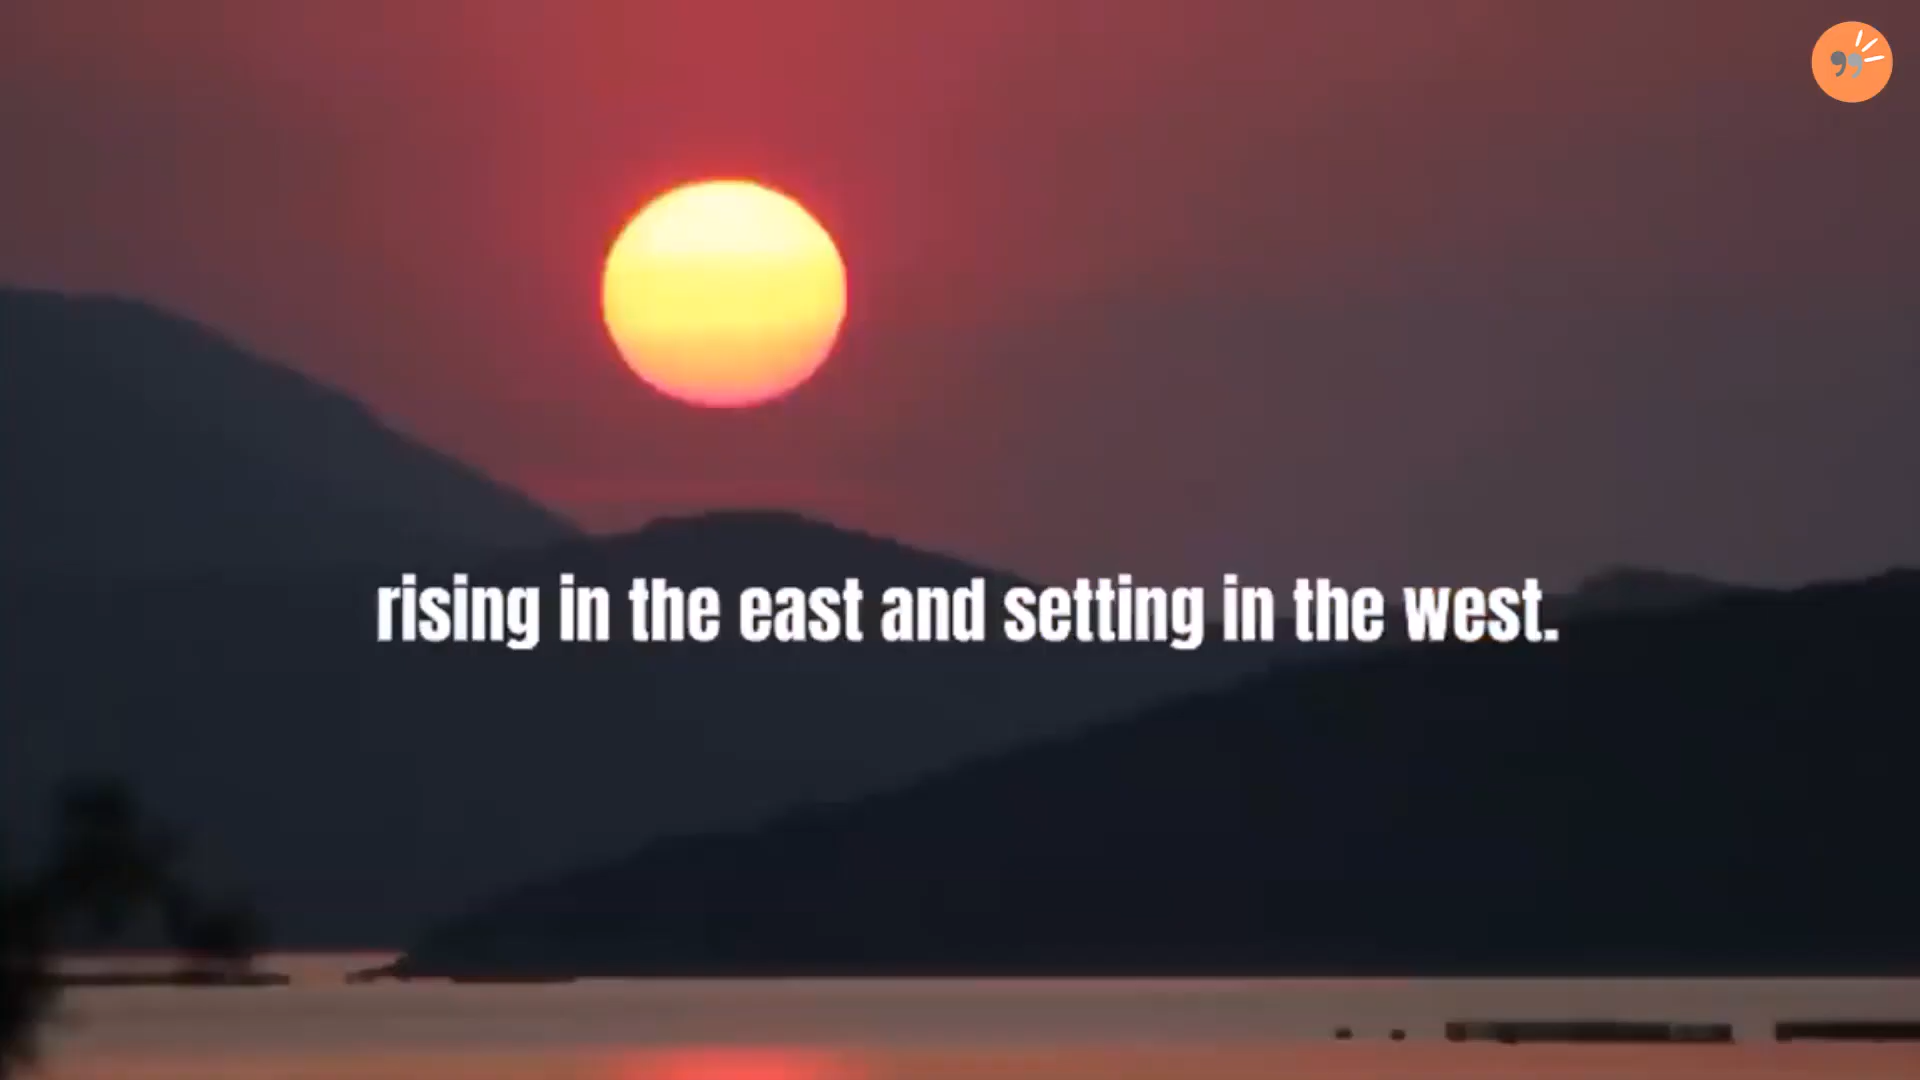 rising in the east and setting in the west.